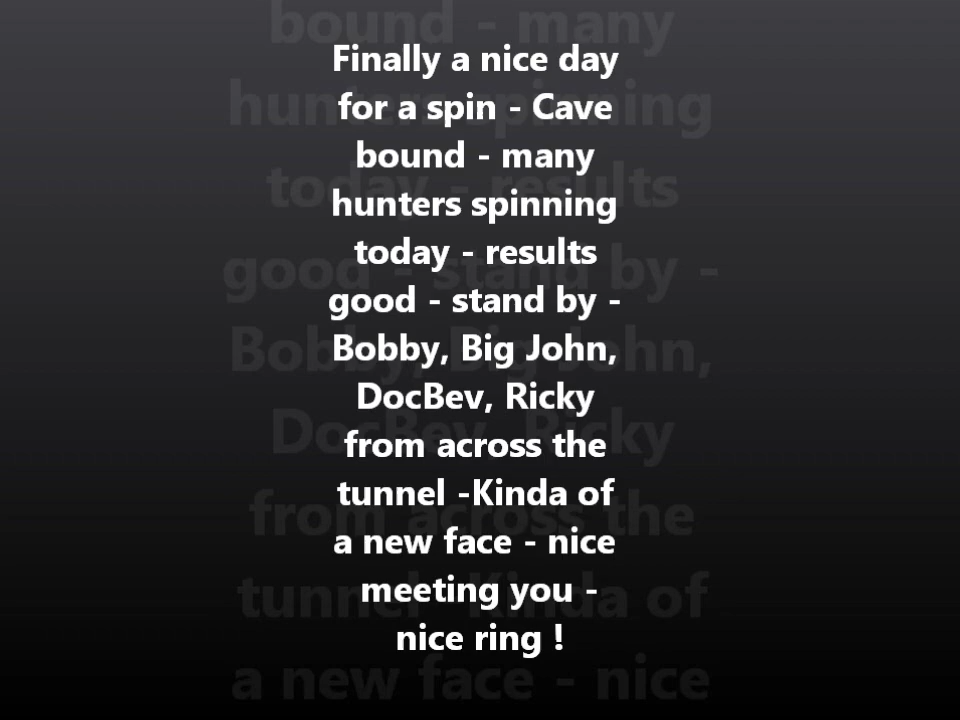 Finally a nice day
for a spin - Cave
bound - many
hunters spinning
today - results
good - stand by -
Bobby, Big John,
DocBev, Ricky
from across the
tunnel -Kinda of
a new face - nice
meeting you -
nice ring !